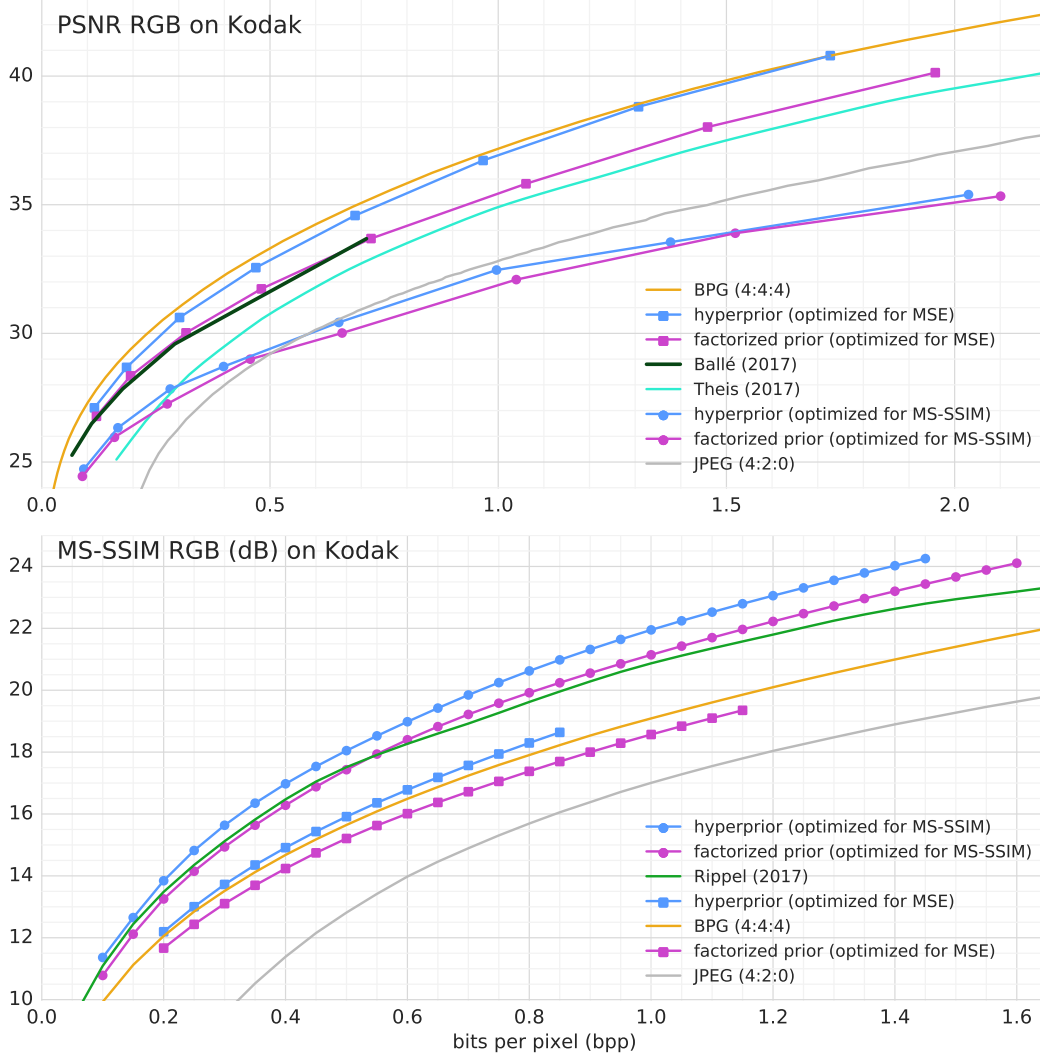 PSNR RGB on Kodak
40
35
30
25
BPG (4:4:4)
hyperprior (optimized for MSE)
factorized prior (optimized for MSE)
Ballé (2017)
Theis (2017)
hyperprior (optimized for MS-SSIM)
factorized prior (optimized for MS-SSIM)
JPEG (4:2:0)
0.0 0.5 1.0 1.5 2.0
MS-SSIM RGB (dB) on Kodak
24
22
20
18
16
14
12
10
hyperprior (optimized for MS-SSIM)
factorized prior (optimized for MS-SSIM)
Rippel (2017)
hyperprior (optimized for MSE)
BPG (4:4:4)
factorized prior (optimized for MSE)
JPEG (4:2:0)
0.0 0.2 0.4 0.6 0.8 1.0 1.2 1.4 1.6
bits per pixel (bpp)